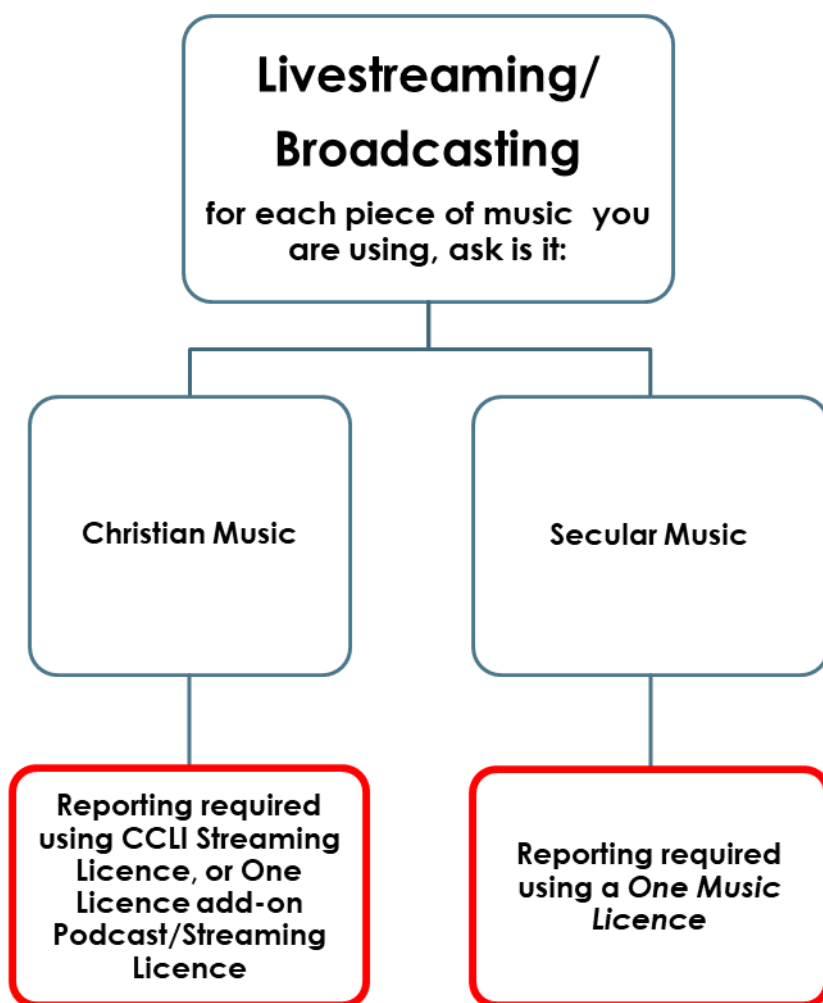 Livestreaming/
Broadcasting
for each piece of music you
are using, ask is it:
Christian Music
Secular Music
Reporting required
using CCLI Streaming
Licence, or One
Licence add-on
Podcast/Streaming
Licence
Reporting required
using a One Music
Licence